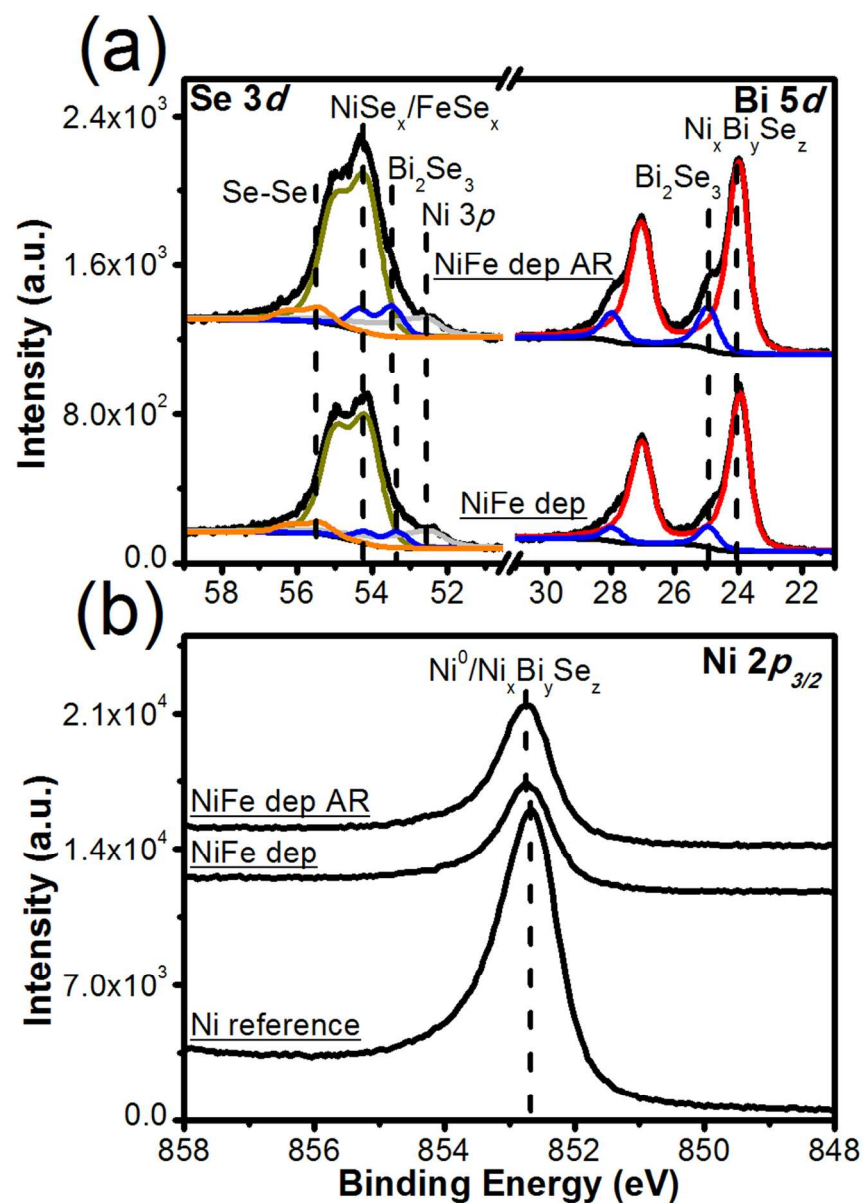 (a)
Se 3d
Bi 5d
NiSeₓ/FeSeₓ
NiₓBiᵧSe_z
Se-Se
Bi₂Se₃
Ni 3p
Bi₂Se₃
NiFe dep AR
NiFe dep
2.4x10³
1.6x10³
8.0x10²
0.0
Intensity (a.u.)
58 56 54 52 30 28 26 24 22
(b)
Ni⁰/NiₓBiᵧSe_z
Ni 2p₃/₂
NiFe dep AR
NiFe dep
Ni reference
2.1x10⁴
1.4x10⁴
7.0x10³
0.0
Intensity (a.u.)
858 856 854 852 850 848
Binding Energy (eV)